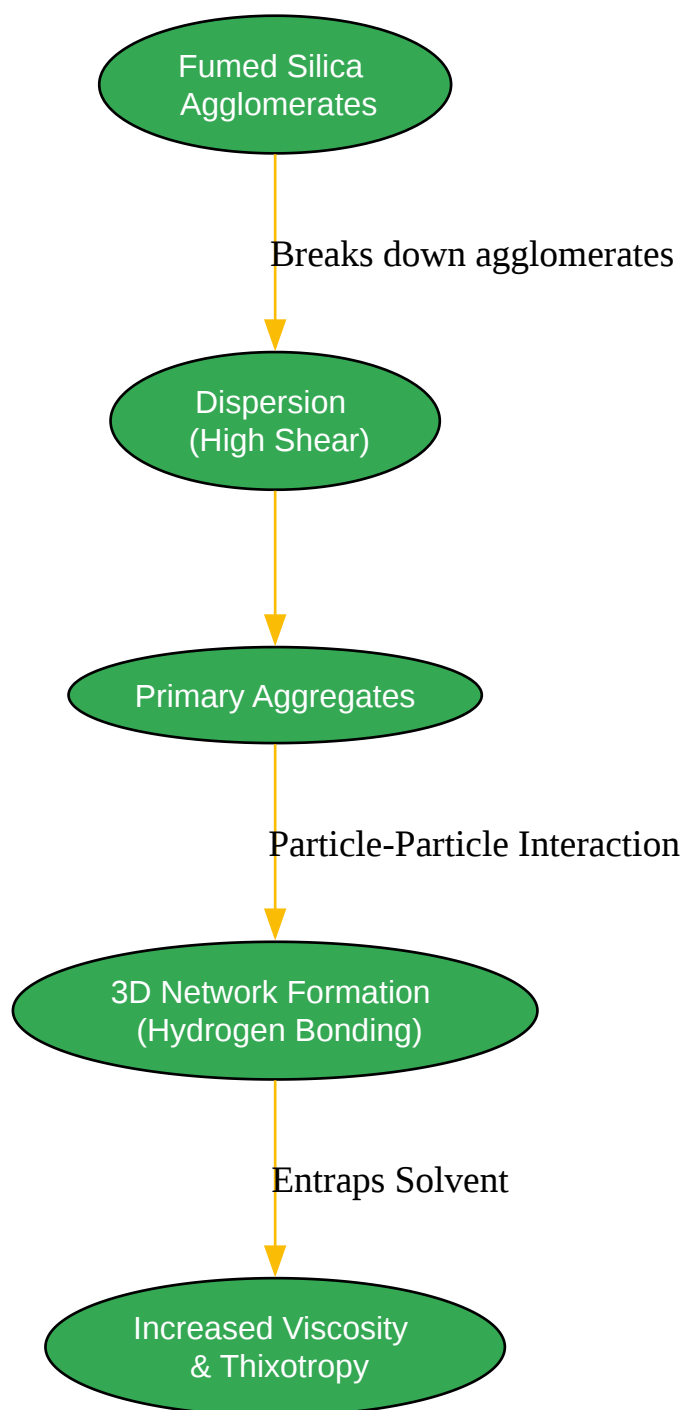 Fumed Silica
Agglomerates
Breaks down agglomerates
Dispersion
(High Shear)
Primary Aggregates
Particle-Particle Interaction
3D Network Formation
(Hydrogen Bonding)
Entraps Solvent
Increased Viscosity
& Thixotropy